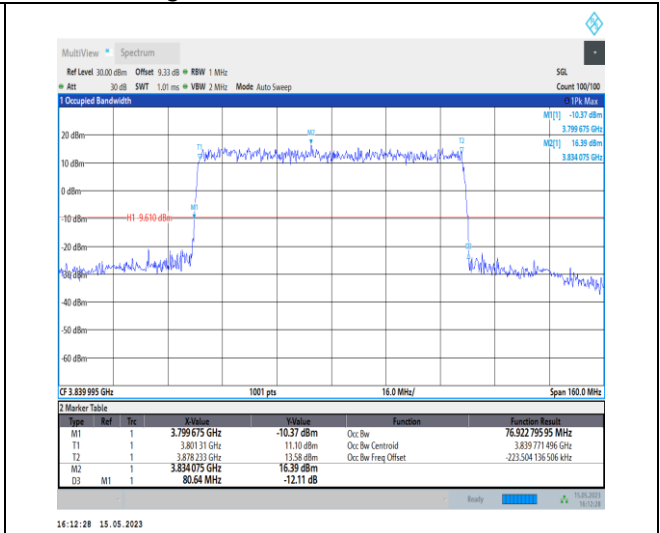 MultiView Spectrum
Ref Level 30.00 dBm Offset 9.33 dB RBW 1 MHz SGL
Att 30 dB SWT 1.01 ms VBW 2 MHz Mode Auto Sweep Count 100/100
1 Occupied Bandwidth 1Pk Max
M1[1] -10.37 dBm
3.799 675 GHz
20 dBm M2 T2 M2[1] 16.39 dBm
T1 3.834 075 GHz
10 dBm
0 dBm
M1
-10 dBm H1 -9.610 dBm
-20 dBm D3
-30 dBm
-40 dBm
-50 dBm
-60 dBm
CF 3.839 995 GHz 1001 pts 16.0 MHz/ Span 160.0 MHz
2 Marker Table
Type Ref Trc X-Value Y-Value Function Function Result
M1 1 3.799 675 GHz -10.37 dBm Occ Bw 76.922 795 95 MHz
T1 1 3.801 31 GHz 11.10 dBm Occ Bw Centroid 3.839 771 496 GHz
T2 1 3.878 233 GHz 13.58 dBm Occ Bw Freq Offset -223.504 136 506 kHz
M2 1 3.834 075 GHz 16.39 dBm
D3 M1 1 80.64 MHz -12.11 dB
Ready 15.05.2023
16:12:28
16:12:28 15.05.2023